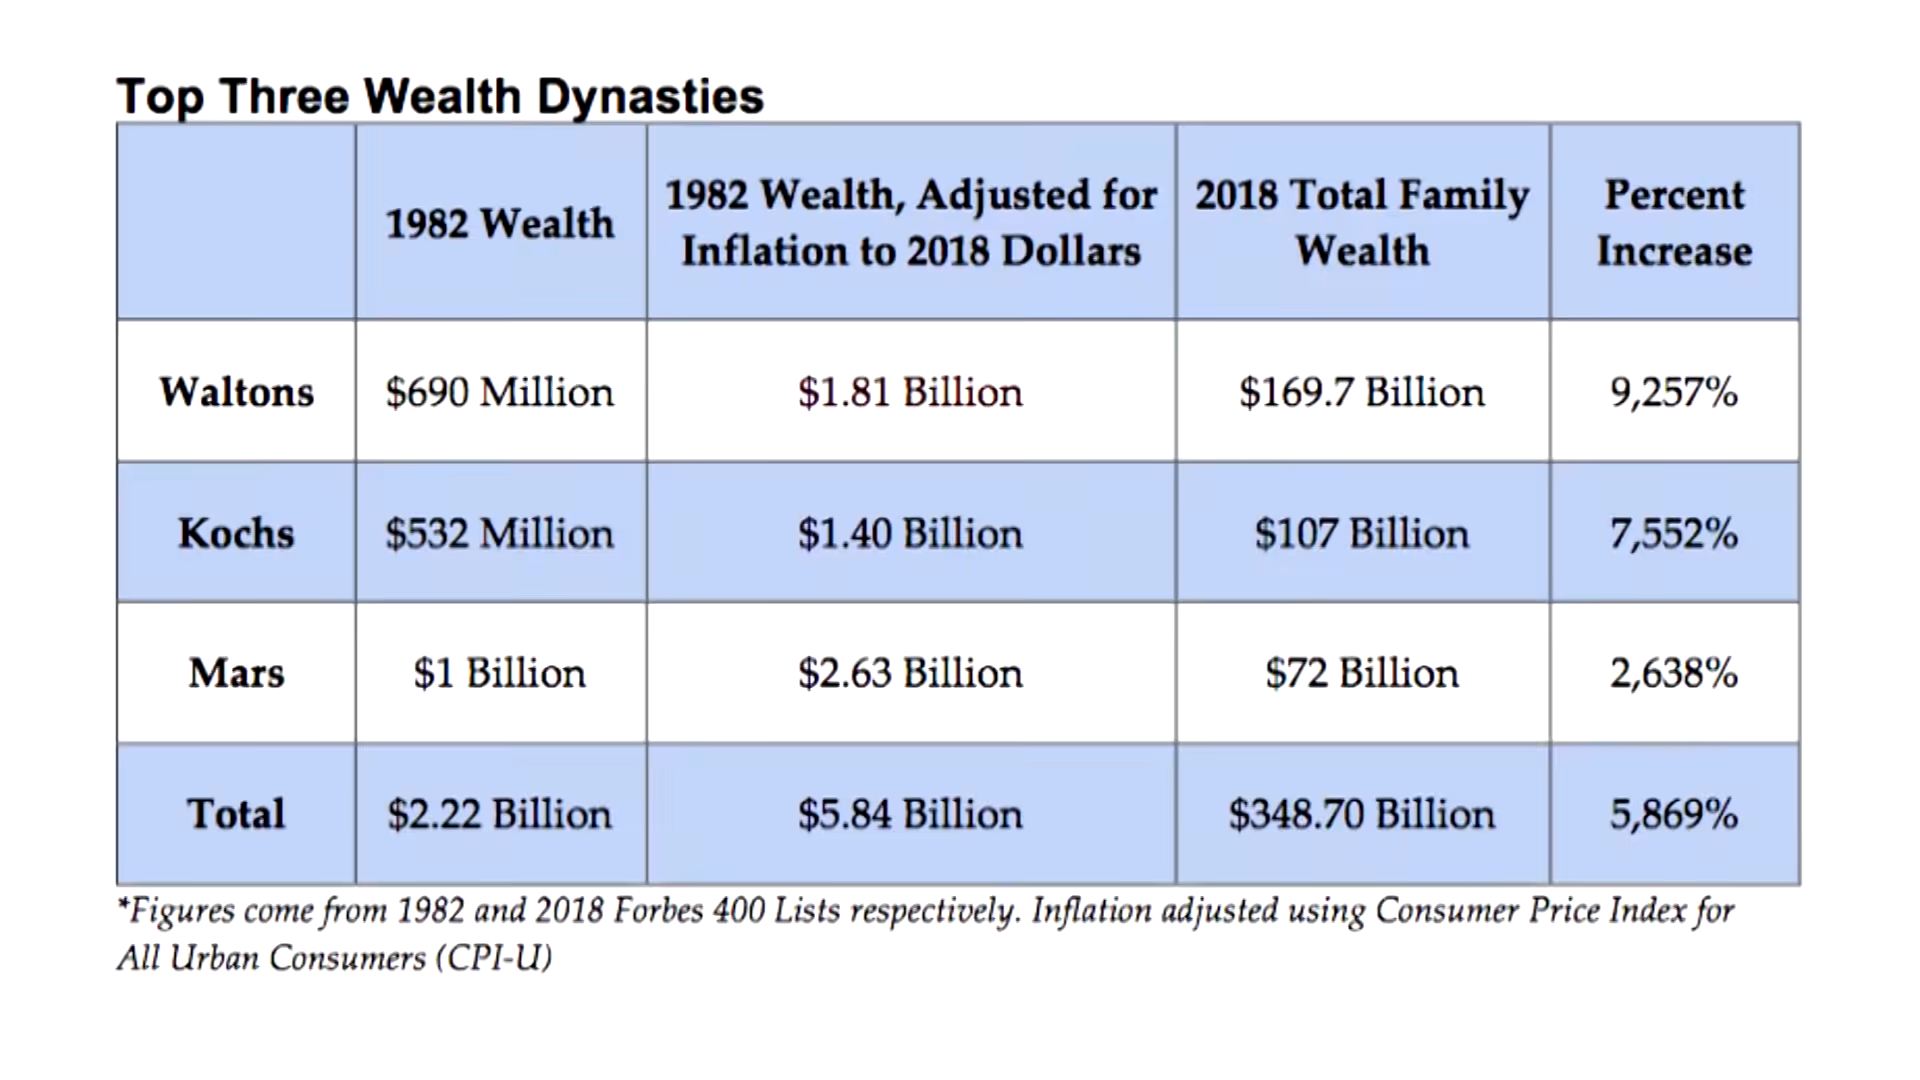 Top Three Wealth Dynasties
1982 Wealth
1982 Wealth, Adjusted for
Inflation to 2018 Dollars
2018 Total Family
Wealth
Percent
Increase
Waltons $690 Million $1.81 Billion $169.7 Billion 9,257%
Kochs $532 Million $1.40 Billion $107 Billion 7,552%
Mars $1 Billion $2.63 Billion $72 Billion 2,638%
Total $2.22 Billion $5.84 Billion $348.70 Billion 5,869%
*Figures come from 1982 and 2018 Forbes 400 Lists respectively. Inflation adjusted using Consumer Price Index for
All Urban Consumers (CPI-U)